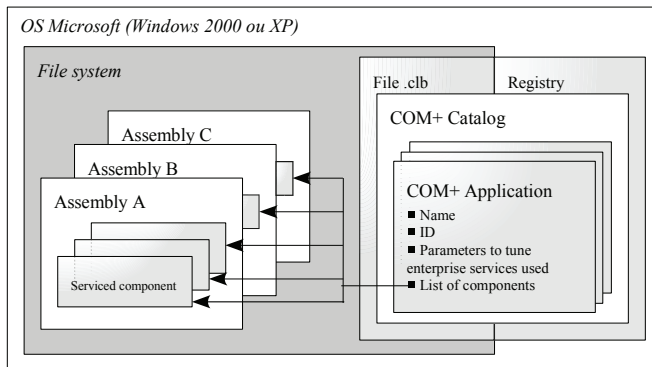 OS Microsoft (Windows 2000 ou XP)
File system
File .clb
Registry
COM+ Catalog
Assembly C
Assembly B
Assembly A
Serviced component
COM+ Application
■ Name
■ ID
■ Parameters to tune
enterprise services used
■ List of components